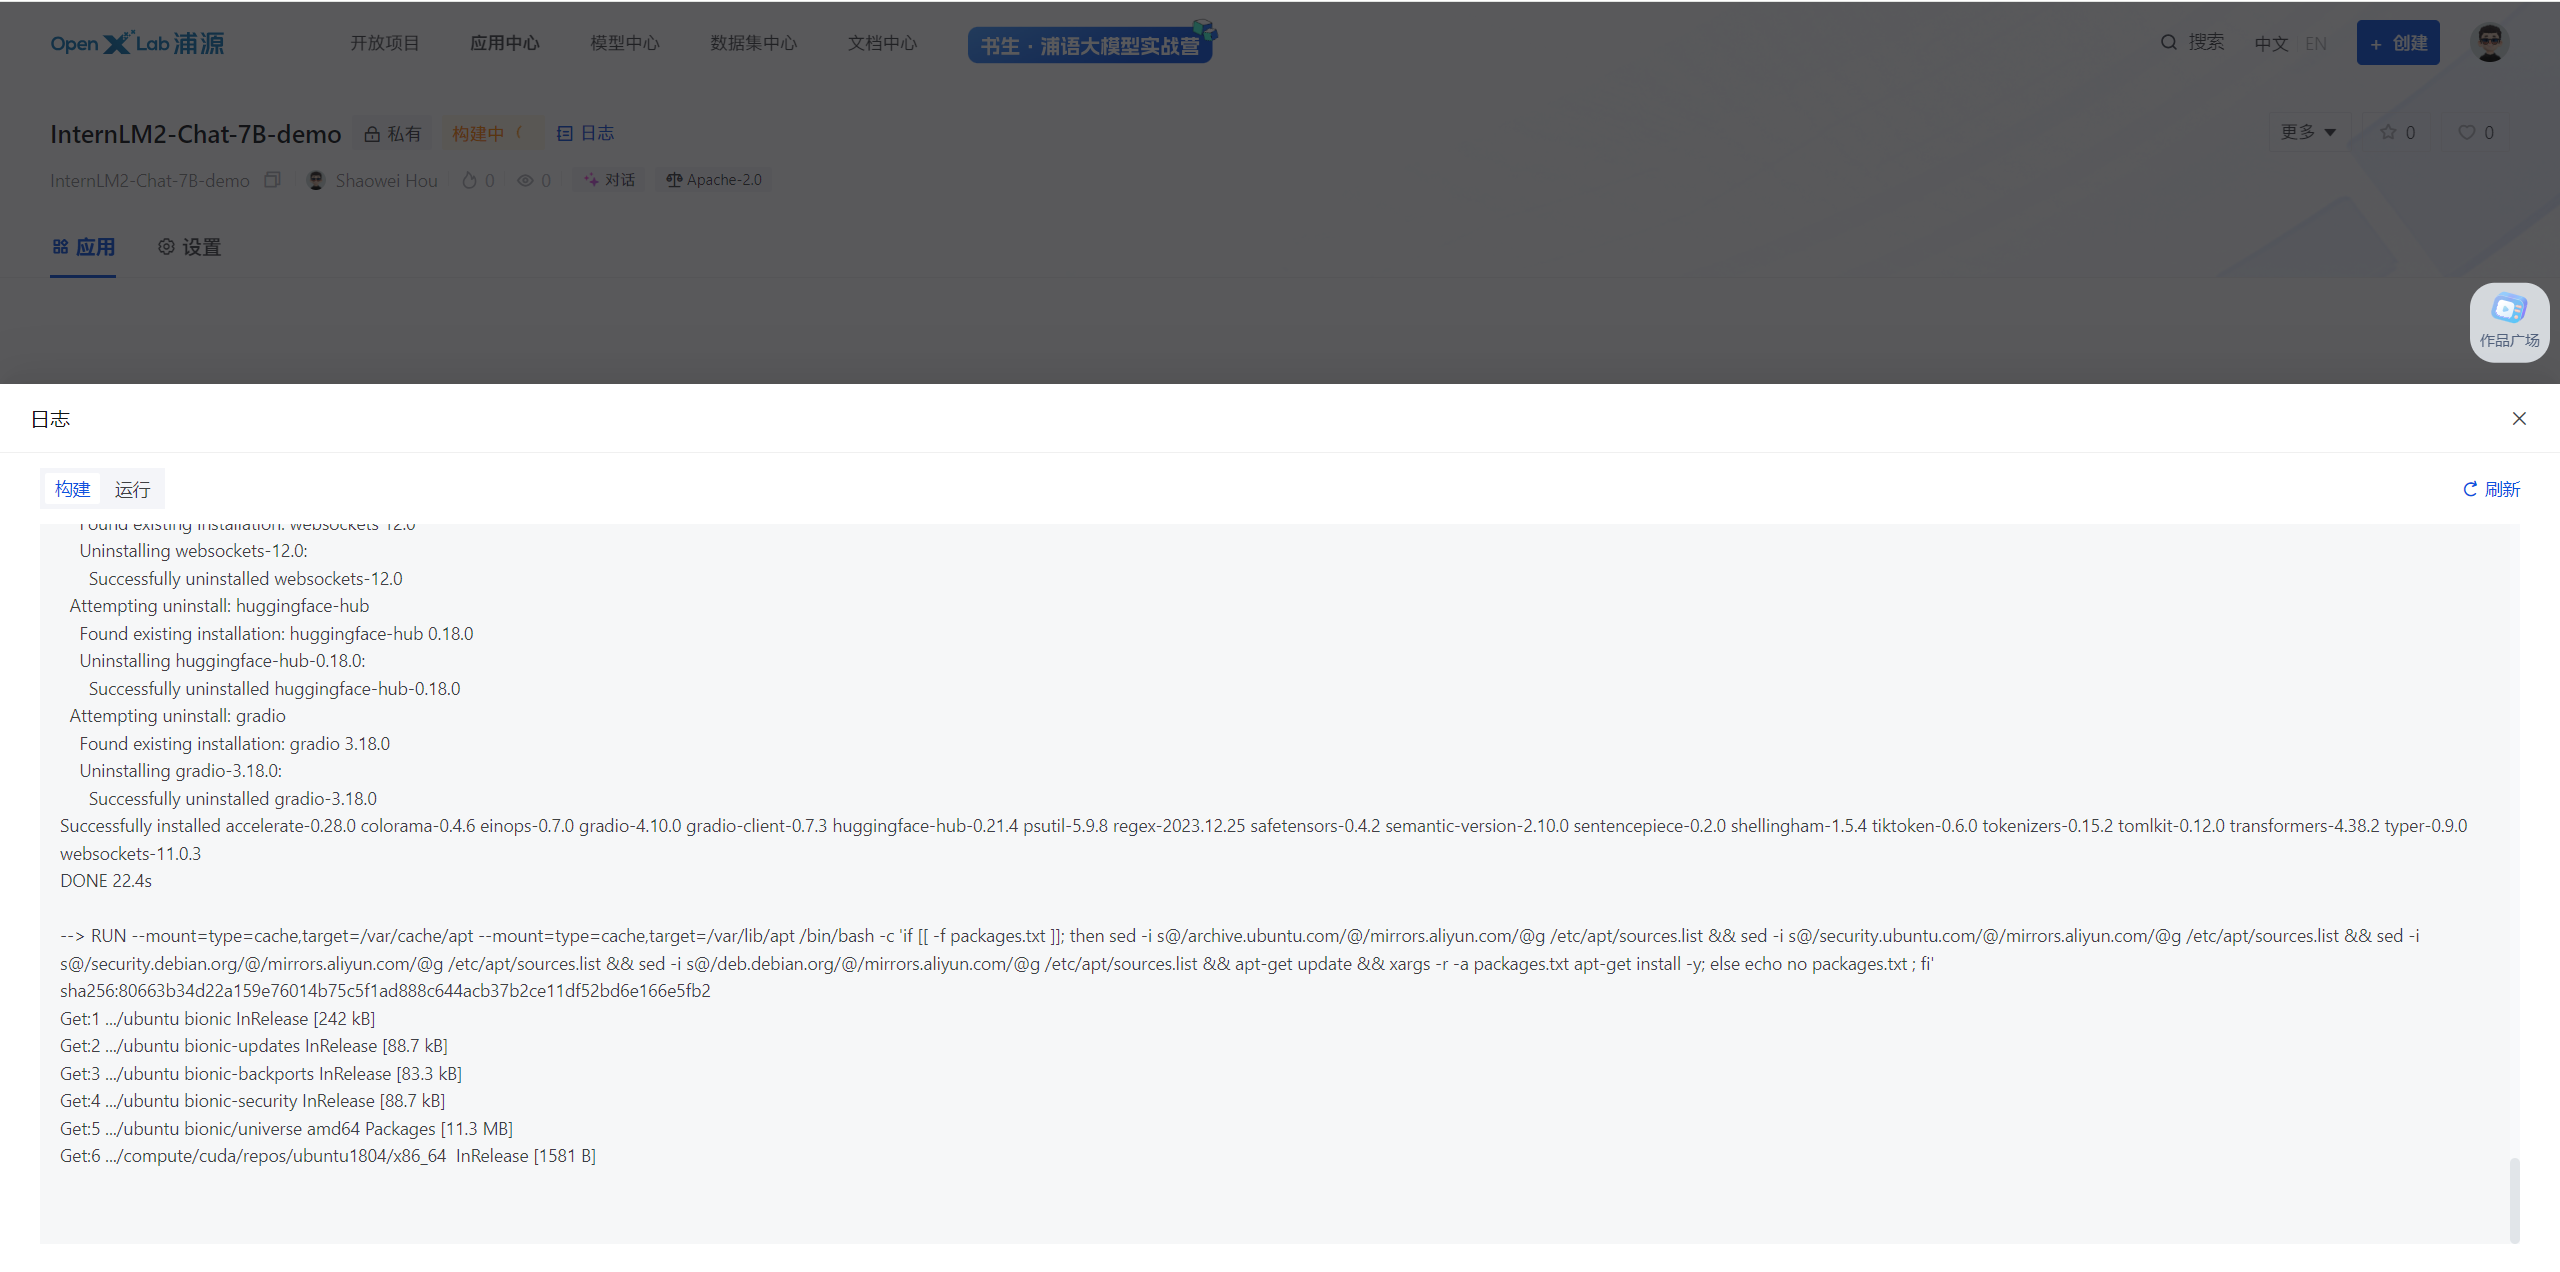 OpenXLab浦源 开放项目 应用中心 模型中心 数据集中心 文档中心 书生·浦语大模型实战营 搜索 中文 EN + 创建
InternLM2-Chat-7B-demo 私有 构建中 日志 更多 0 0
InternLM2-Chat-7B-demo Shaowei Hou 0 0 对话 Apache-2.0
应用 设置
作品广场
日志
构建 运行 刷新
Found existing installation: websockets 12.0
Uninstalling websockets-12.0:
Successfully uninstalled websockets-12.0
Attempting uninstall: huggingface-hub
Found existing installation: huggingface-hub 0.18.0
Uninstalling huggingface-hub-0.18.0:
Successfully uninstalled huggingface-hub-0.18.0
Attempting uninstall: gradio
Found existing installation: gradio 3.18.0
Uninstalling gradio-3.18.0:
Successfully uninstalled gradio-3.18.0
Successfully installed accelerate-0.28.0 colorama-0.4.6 einops-0.7.0 gradio-4.10.0 gradio-client-0.7.3 huggingface-hub-0.21.4 psutil-5.9.8 regex-2023.12.25 safetensors-0.4.2 semantic-version-2.10.0 sentencepiece-0.2.0 shellingham-1.5.4 tiktoken-0.6.0 tokenizers-0.15.2 tomlkit-0.12.0 transformers-4.38.2 typer-0.9.0
websockets-11.0.3
DONE 22.4s
--> RUN --mount=type=cache,target=/var/cache/apt --mount=type=cache,target=/var/lib/apt /bin/bash -c 'if [[ -f packages.txt ]]; then sed -i s@/archive.ubuntu.com/@/mirrors.aliyun.com/@g /etc/apt/sources.list && sed -i s@/security.ubuntu.com/@/mirrors.aliyun.com/@g /etc/apt/sources.list && sed -i
s@/security.debian.org/@/mirrors.aliyun.com/@g /etc/apt/sources.list && sed -i s@/deb.debian.org/@/mirrors.aliyun.com/@g /etc/apt/sources.list && apt-get update && xargs -r -a packages.txt apt-get install -y; else echo no packages.txt ; fi'
sha256:80663b34d22a159e76014b75c5f1ad888c644acb37b2ce11df52bd6e166e5fb2
Get:1 .../ubuntu bionic InRelease [242 kB]
Get:2 .../ubuntu bionic-updates InRelease [88.7 kB]
Get:3 .../ubuntu bionic-backports InRelease [83.3 kB]
Get:4 .../ubuntu bionic-security InRelease [88.7 kB]
Get:5 .../ubuntu bionic/universe amd64 Packages [11.3 MB]
Get:6 .../compute/cuda/repos/ubuntu1804/x86_64  InRelease [1581 B]